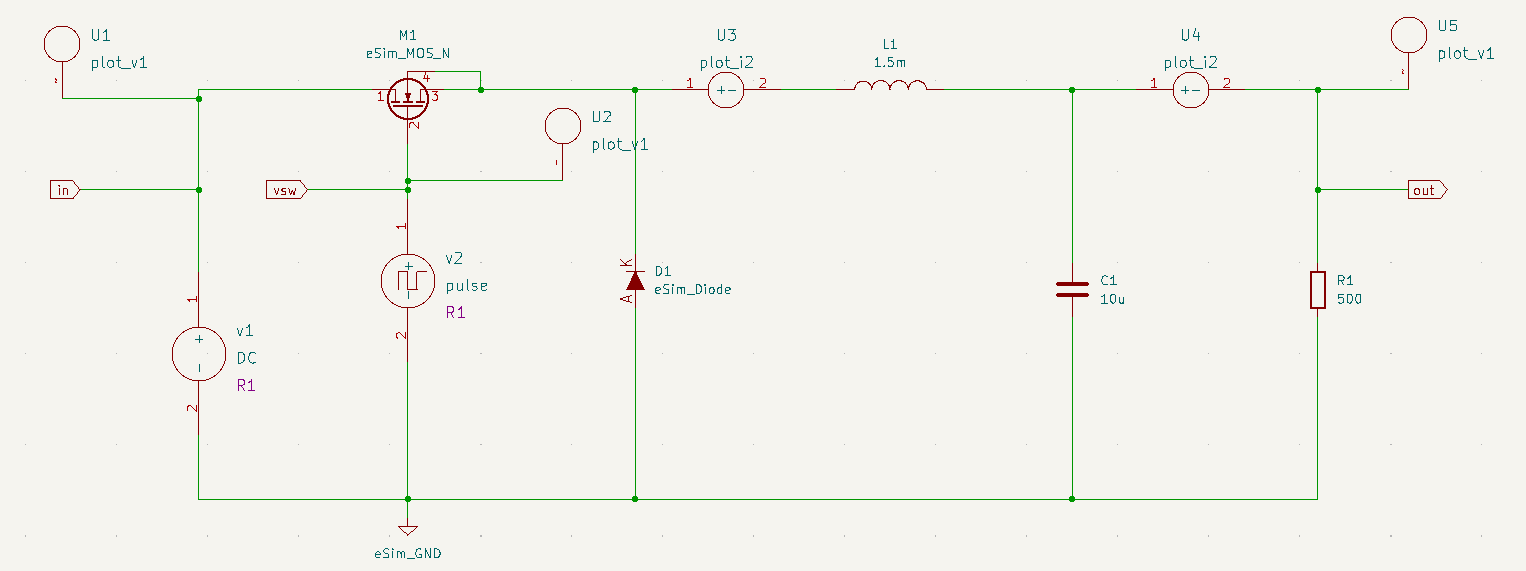 U1
plot_v1
~
M1
eSim_MOS_N
1
4
3
2
U2
plot_v1
~
U3
plot_i2
1
+-
2
L1
1.5m
U4
plot_i2
1
+-
2
U5
plot_v1
~
in
vsw
out
1
+
-
2
v2
pulse
R1
K
A
D1
eSim_Diode
C1
10u
R1
500
1
+
-
2
v1
DC
R1
eSim_GND